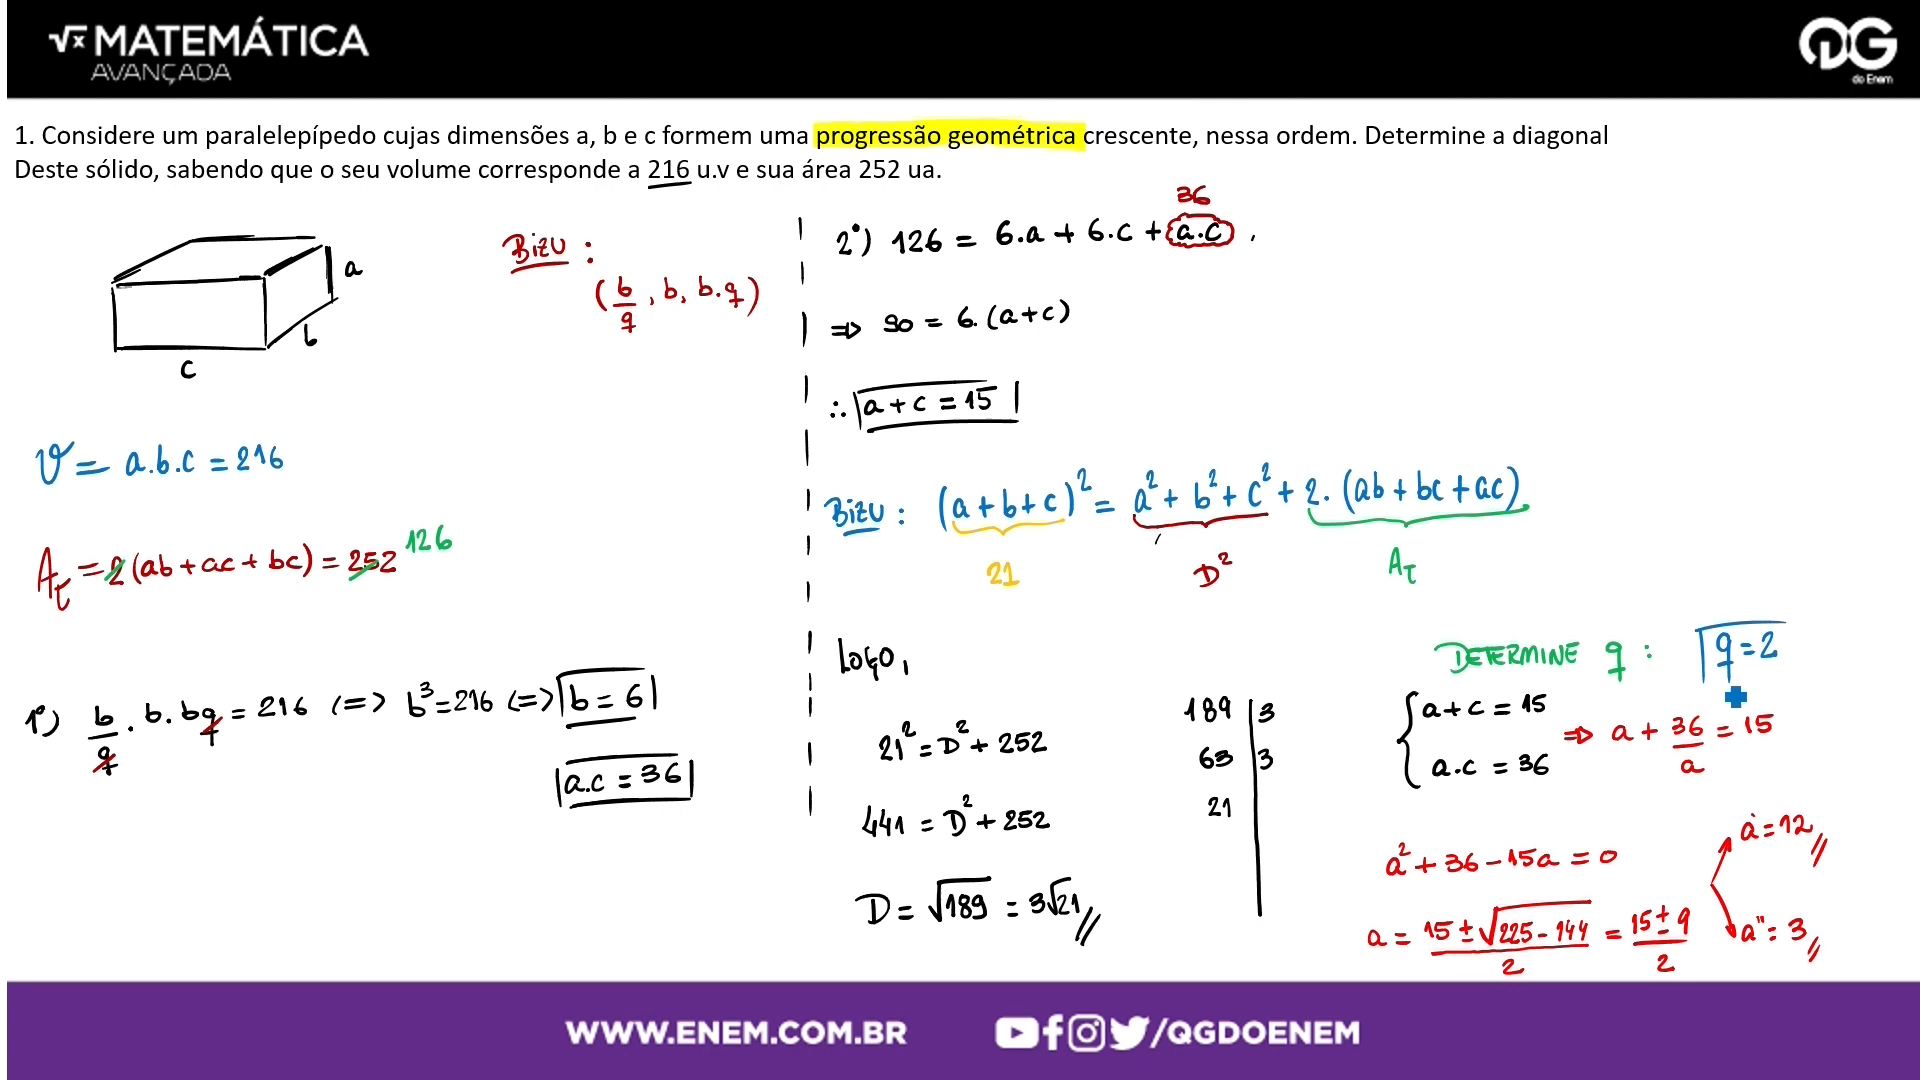 √x MATEMÁTICA
AVANÇADA
QG
do Enem
1. Considere um paralelepípedo cujas dimensões a, b e c formem uma progressão geométrica crescente, nessa ordem. Determine a diagonal
Deste sólido, sabendo que o seu volume corresponde a 216 u.v e sua área 252 ua.
a
b
c
V = a.b.c = 216
At = 2(ab + ac + bc) = 252 126
1º) b/q . b . bq = 216 <=> b³ = 216 <=> b = 6
a.c = 36
Bizu :
(b/q , b, b.q)
36
2º) 126 = 6.a + 6.c + a.c
=> 90 = 6.(a+c)
∴ a + c = 15
Bizu : (a+b+c)² = a² + b² + c² + 2.(ab + bc + ac)
21 D² At
Logo,
21² = D² + 252
441 = D² + 252
D = √189 = 3√21 //
189 | 3
63 | 3
21
DETERMINE q : q = 2
a + c = 15
a.c = 36
=> a + 36/a = 15
a² + 36 - 15a = 0
a = 15 ± √225 - 144 / 2 = 15 ± 9 / 2
a' = 12 //
a'' = 3 //
WWW.ENEM.COM.BR
/QGDOENEM